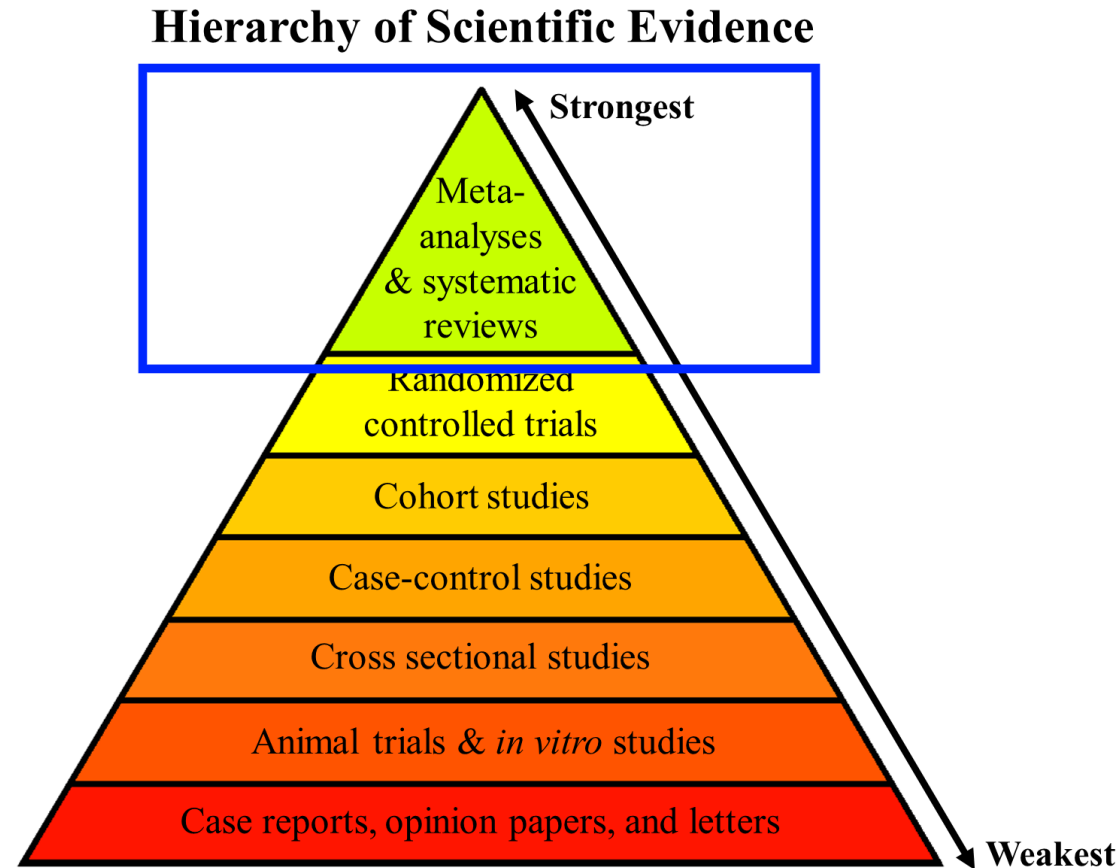 Hierarchy of Scientific Evidence
Strongest
Meta-
analyses
& systematic
reviews
Randomized
controlled trials
Cohort studies
Case-control studies
Cross sectional studies
Animal trials & in vitro studies
Case reports, opinion papers, and letters
Weakest